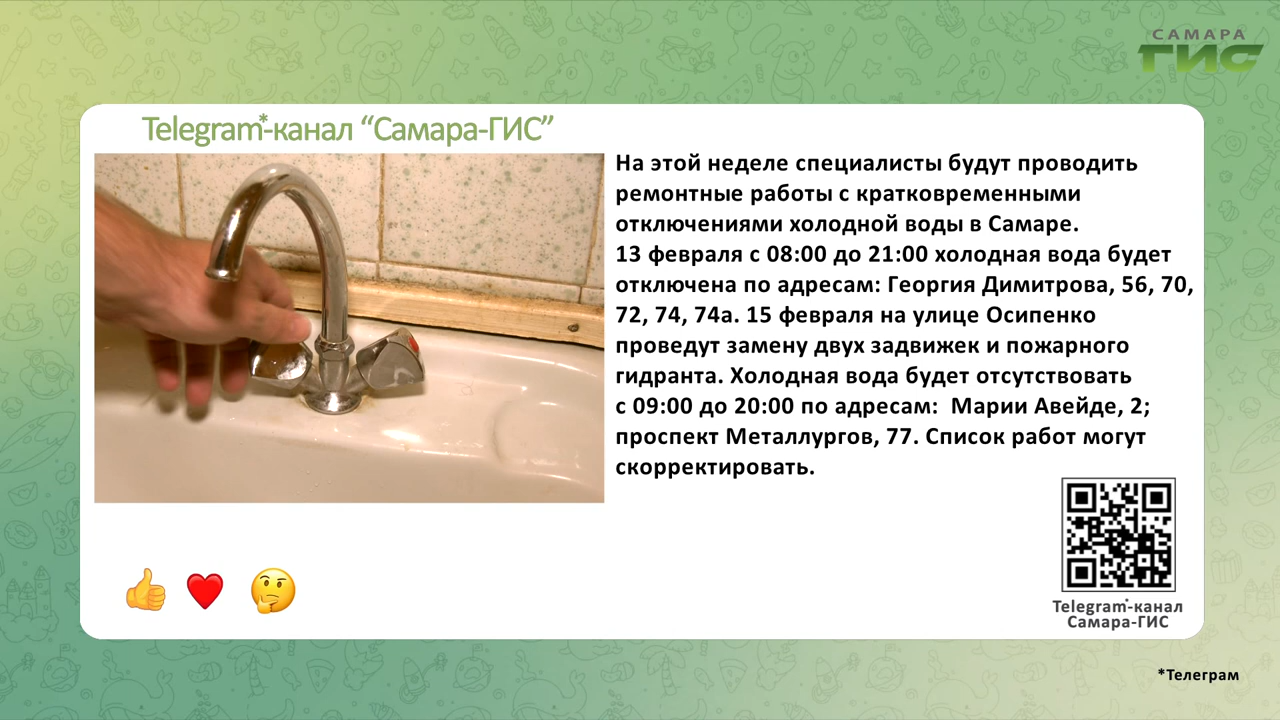 САМАРА
ГИС
Telegram*-канал “Самара-ГИС”
На этой неделе специалисты будут проводить
ремонтные работы с кратковременными
отключениями холодной воды в Самаре.
13 февраля с 08:00 до 21:00 холодная вода будет
отключена по адресам: Георгия Димитрова, 56, 70,
72, 74, 74а. 15 февраля на улице Осипенко
проведут замену двух задвижек и пожарного
гидранта. Холодная вода будет отсутствовать
с 09:00 до 20:00 по адресам:  Марии Авейде, 2;
проспект Металлургов, 77. Список работ могут
скорректировать.
Telegram*-канал
Самара-ГИС
*Телеграм